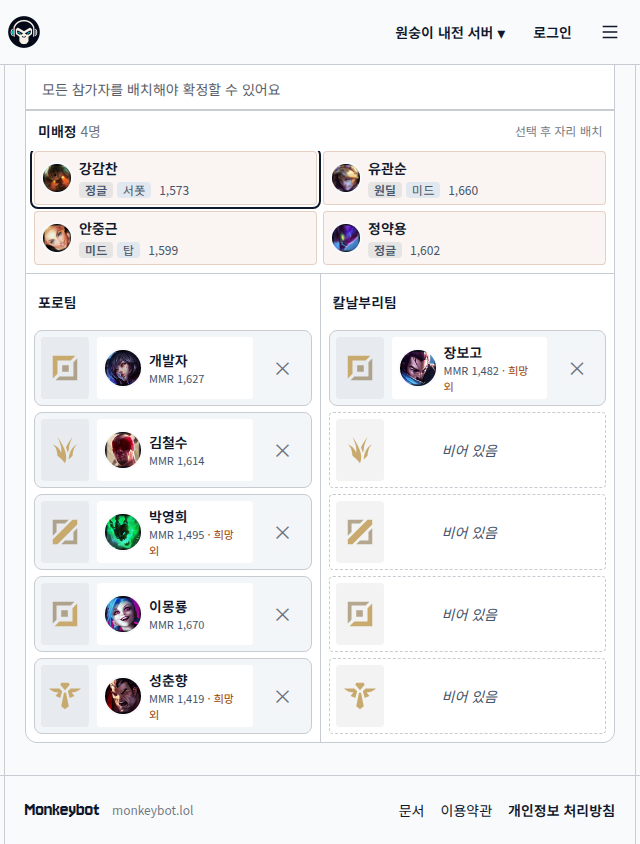 원숭이 내전 서버 ▾
로그인
모든 참가자를 배치해야 확정할 수 있어요
미배정 4명
선택 후 자리 배치
강감찬
정글 서폿 1,573
유관순
원딜 미드 1,660
안중근
미드 탑 1,599
정약용
정글 1,602
포로팀
개발자
MMR 1,627
김철수
MMR 1,614
박영희
MMR 1,495 · 희망
외
이몽룡
MMR 1,670
성춘향
MMR 1,419 · 희망
외
칼날부리팀
장보고
MMR 1,482 · 희망
외
비어 있음
비어 있음
비어 있음
비어 있음
Monkeybot monkeybot.lol
문서 이용약관 개인정보 처리방침